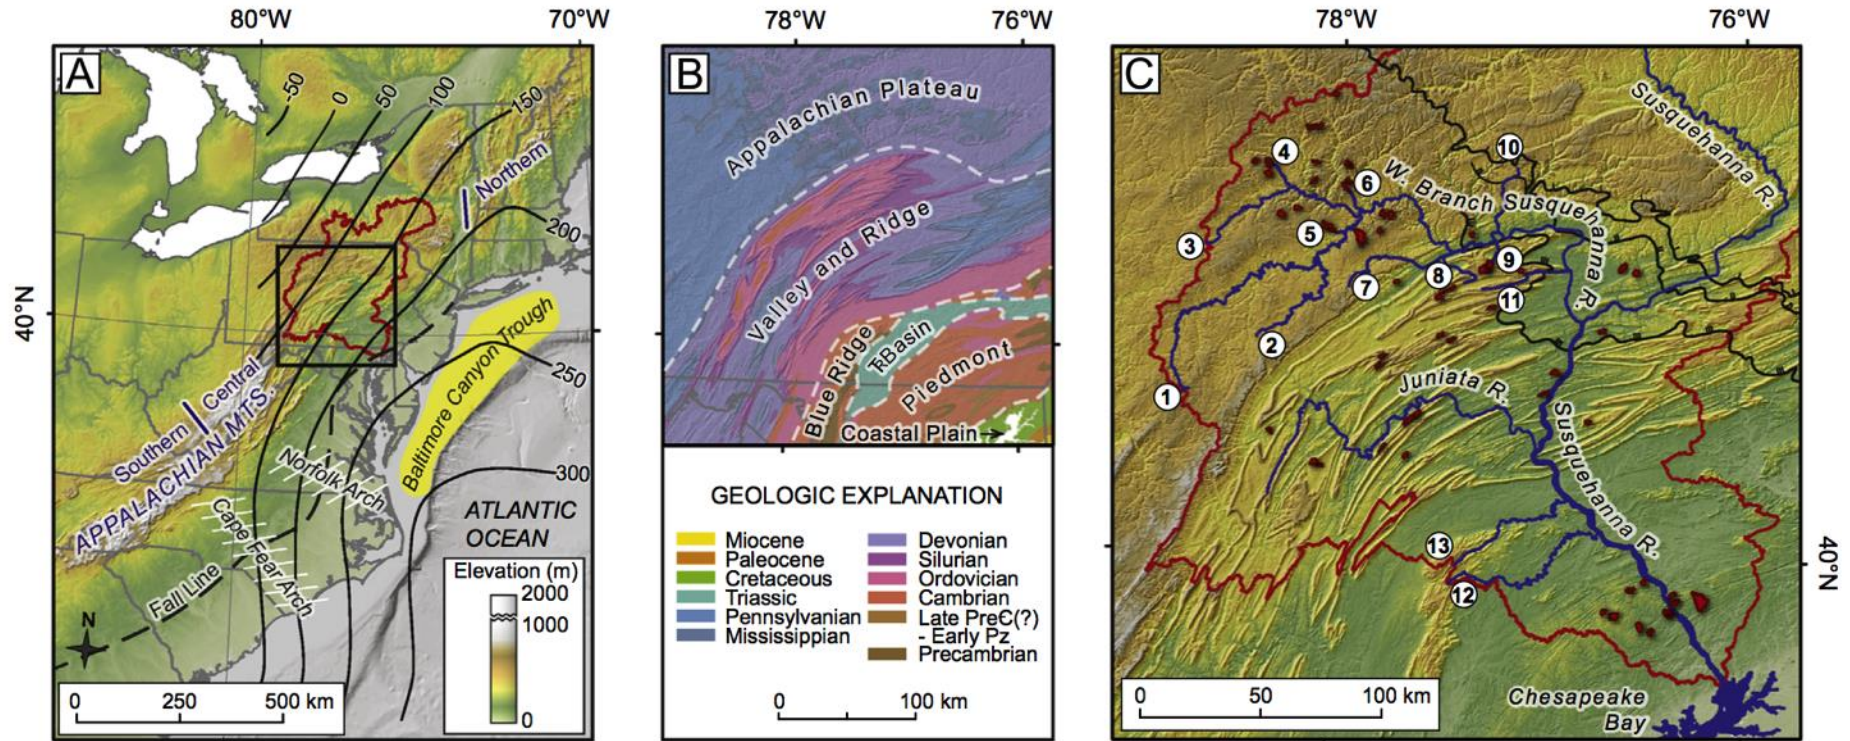 80°W
70°W
40°N
A
-50
0
50
100
150
200
250
300
Northern
Central
Southern
APPALACHIAN MTS.
Baltimore Canyon Trough
Norfolk Arch
Cape Fear Arch
Fall Line
ATLANTIC
OCEAN
N
Elevation (m)
2000
1000
0
0 250 500 km
78°W
76°W
B
Appalachian Plateau
Valley and Ridge
Blue Ridge
TRBasin
Piedmont
Coastal Plain
GEOLOGIC EXPLANATION
Miocene
Paleocene
Cretaceous
Triassic
Pennsylvanian
Mississippian
Devonian
Silurian
Ordovician
Cambrian
Late PreЄ(?)
- Early Pz
Precambrian
0 100 km
78°W
76°W
40°N
C
Susquehanna R.
W. Branch Susquehanna R.
Juniata R.
Susquehanna R.
Chesapeake
Bay
10
4
6
5
3
9
8
7
11
2
1
13
12
0 50 100 km